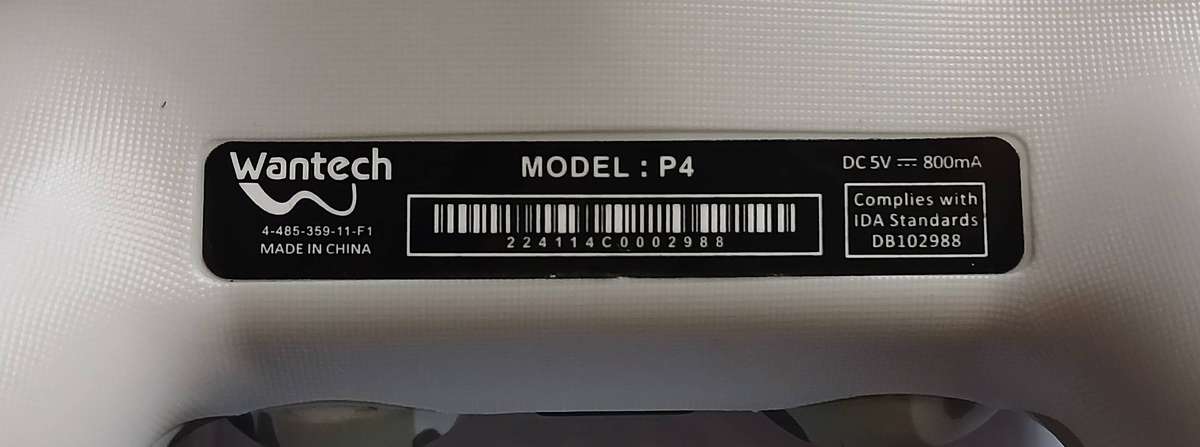 Wantech
4-485-359-11-F1
MADE IN CHINA
MODEL : P4
224114C0002988
DC 5V ⎓ 800mA
Complies with
IDA Standards
DB102988